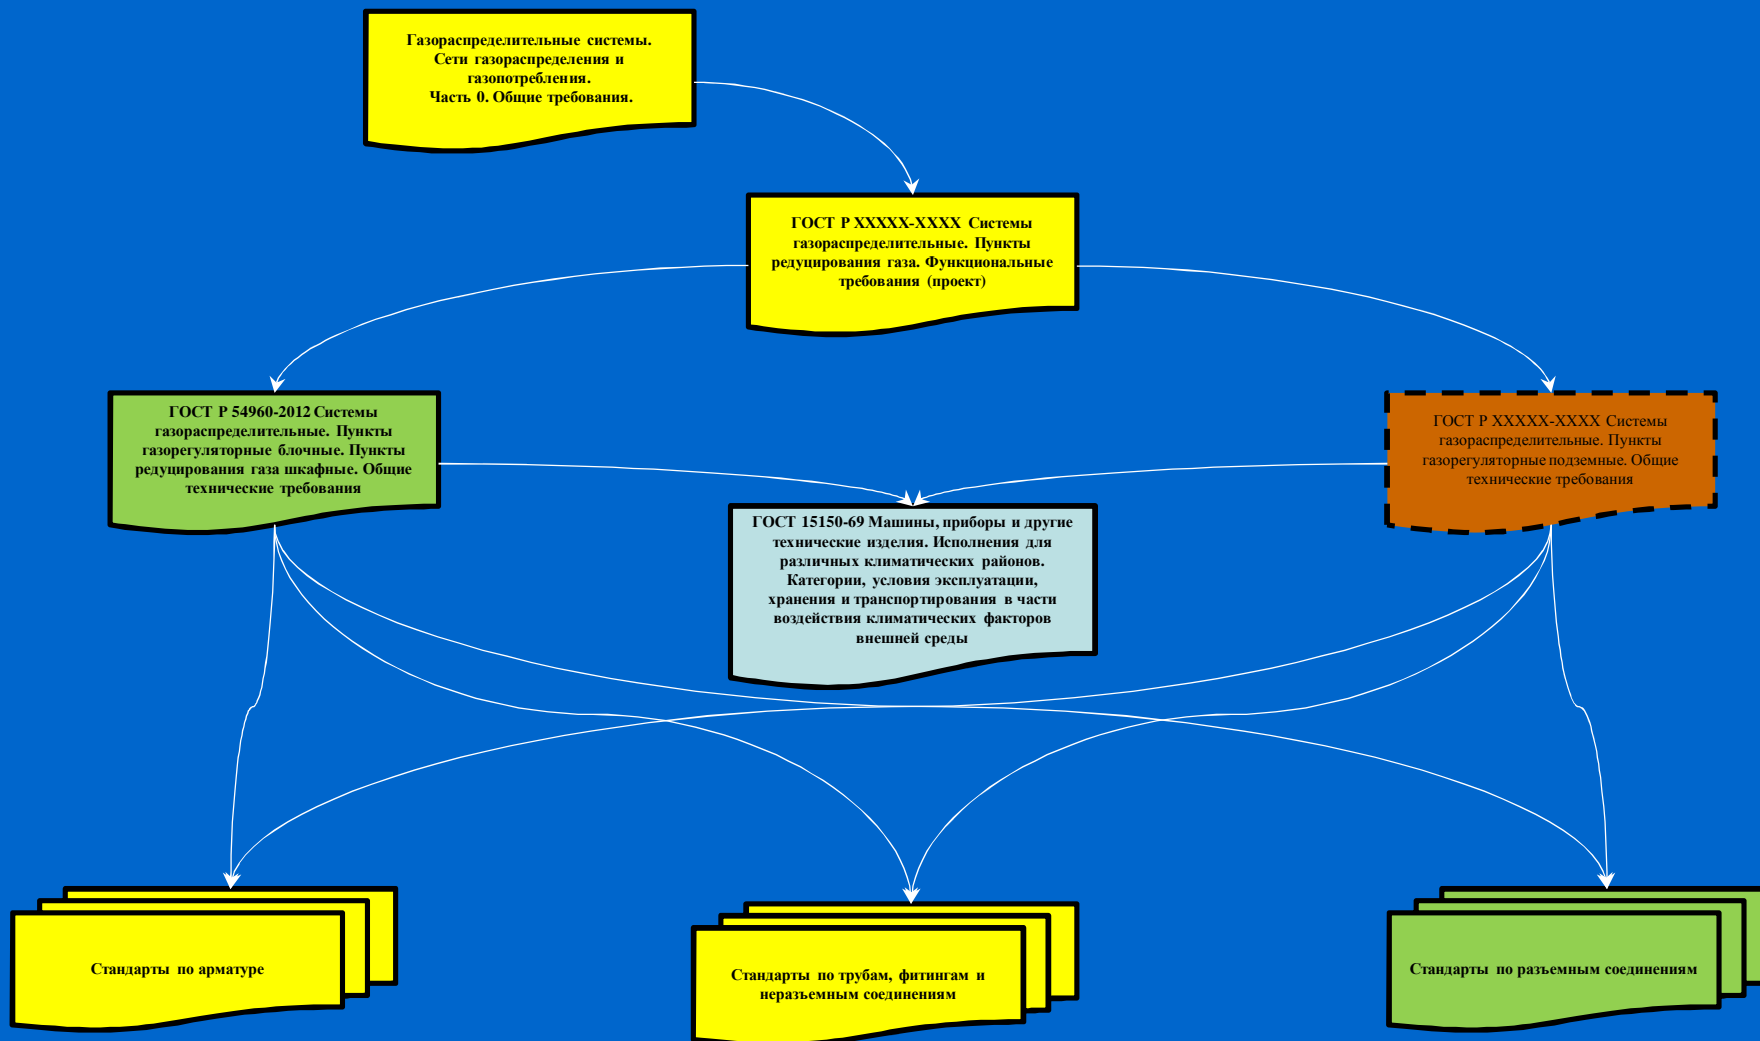 Газораспределительные системы.
Сети газораспределения и
газопотребления.
Часть 0. Общие требования.
ГОСТ Р XXXXX-XXXX Системы
газораспределительные. Пункты
редуцирования газа. Функциональные
требования (проект)
ГОСТ Р 54960-2012 Системы
газораспределительные. Пункты
газорегуляторные блочные. Пункты
редуцирования газа шкафные. Общие
технические требования
ГОСТ Р XXXXX-XXXX Системы
газораспределительные. Пункты
газорегуляторные подземные. Общие
технические требования
ГОСТ 15150-69 Машины, приборы и другие
технические изделия. Исполнения для
различных климатических районов.
Категории, условия эксплуатации,
хранения и транспортирования в части
воздействия климатических факторов
внешней среды
Стандарты по арматуре
Стандарты по трубам, фитингам и
неразъемным соединениям
Стандарты по разъемным соединениям